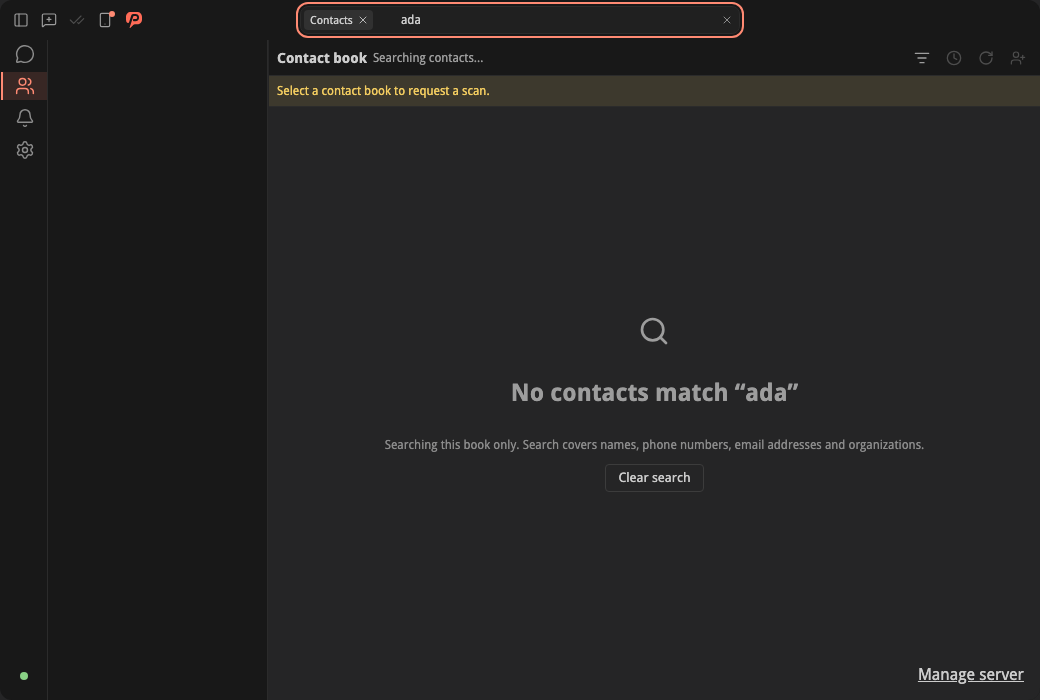 Contacts
ada
Contact book Searching contacts...
Select a contact book to request a scan.
No contacts match “ada”
Searching this book only. Search covers names, phone numbers, email addresses and organizations.
Clear search
Manage server